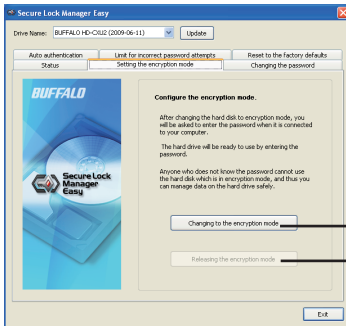 Secure Lock Manager Easy
Drive Name: BUFFALO HD-CXU2 (2009-06-11) Update
Auto authentication Limit for incorrect password attempts Reset to the factory defaults
Status Setting the encryption mode Changing the password
BUFFALO
Secure Lock
Manager
Easy
Configure the encryption mode.
After changing the hard disk to encryption mode, you
will be asked to enter the password when it is connected
to your computer.
The hard drive will be ready to use by entering the
password.
Anyone who does not know the password cannot use
the hard disk which is in encryption mode, and thus you
can manage data on the hard drive safely.
Changing to the encryption mode
Releasing the encryption mode
Exit